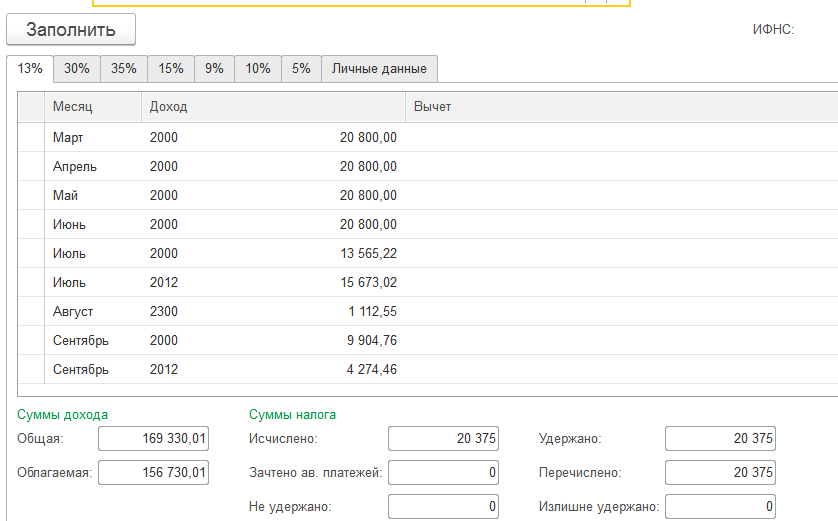 Заполнить
ИФНС:
13% 30% 35% 15% 9% 10% 5% Личные данные
Месяц Доход Вычет
Март 2000 20 800,00
Апрель 2000 20 800,00
Май 2000 20 800,00
Июнь 2000 20 800,00
Июль 2000 13 565,22
Июль 2012 15 673,02
Август 2300 1 112,55
Сентябрь 2000 9 904,76
Сентябрь 2012 4 274,46
Суммы дохода Суммы налога
Общая: 169 330,01 Исчислено: 20 375 Удержано: 20 375
Облагаемая: 156 730,01 Зачтено ав. платежей: 0 Перечислено: 20 375
Не удержано: 0 Излишне удержано: 0